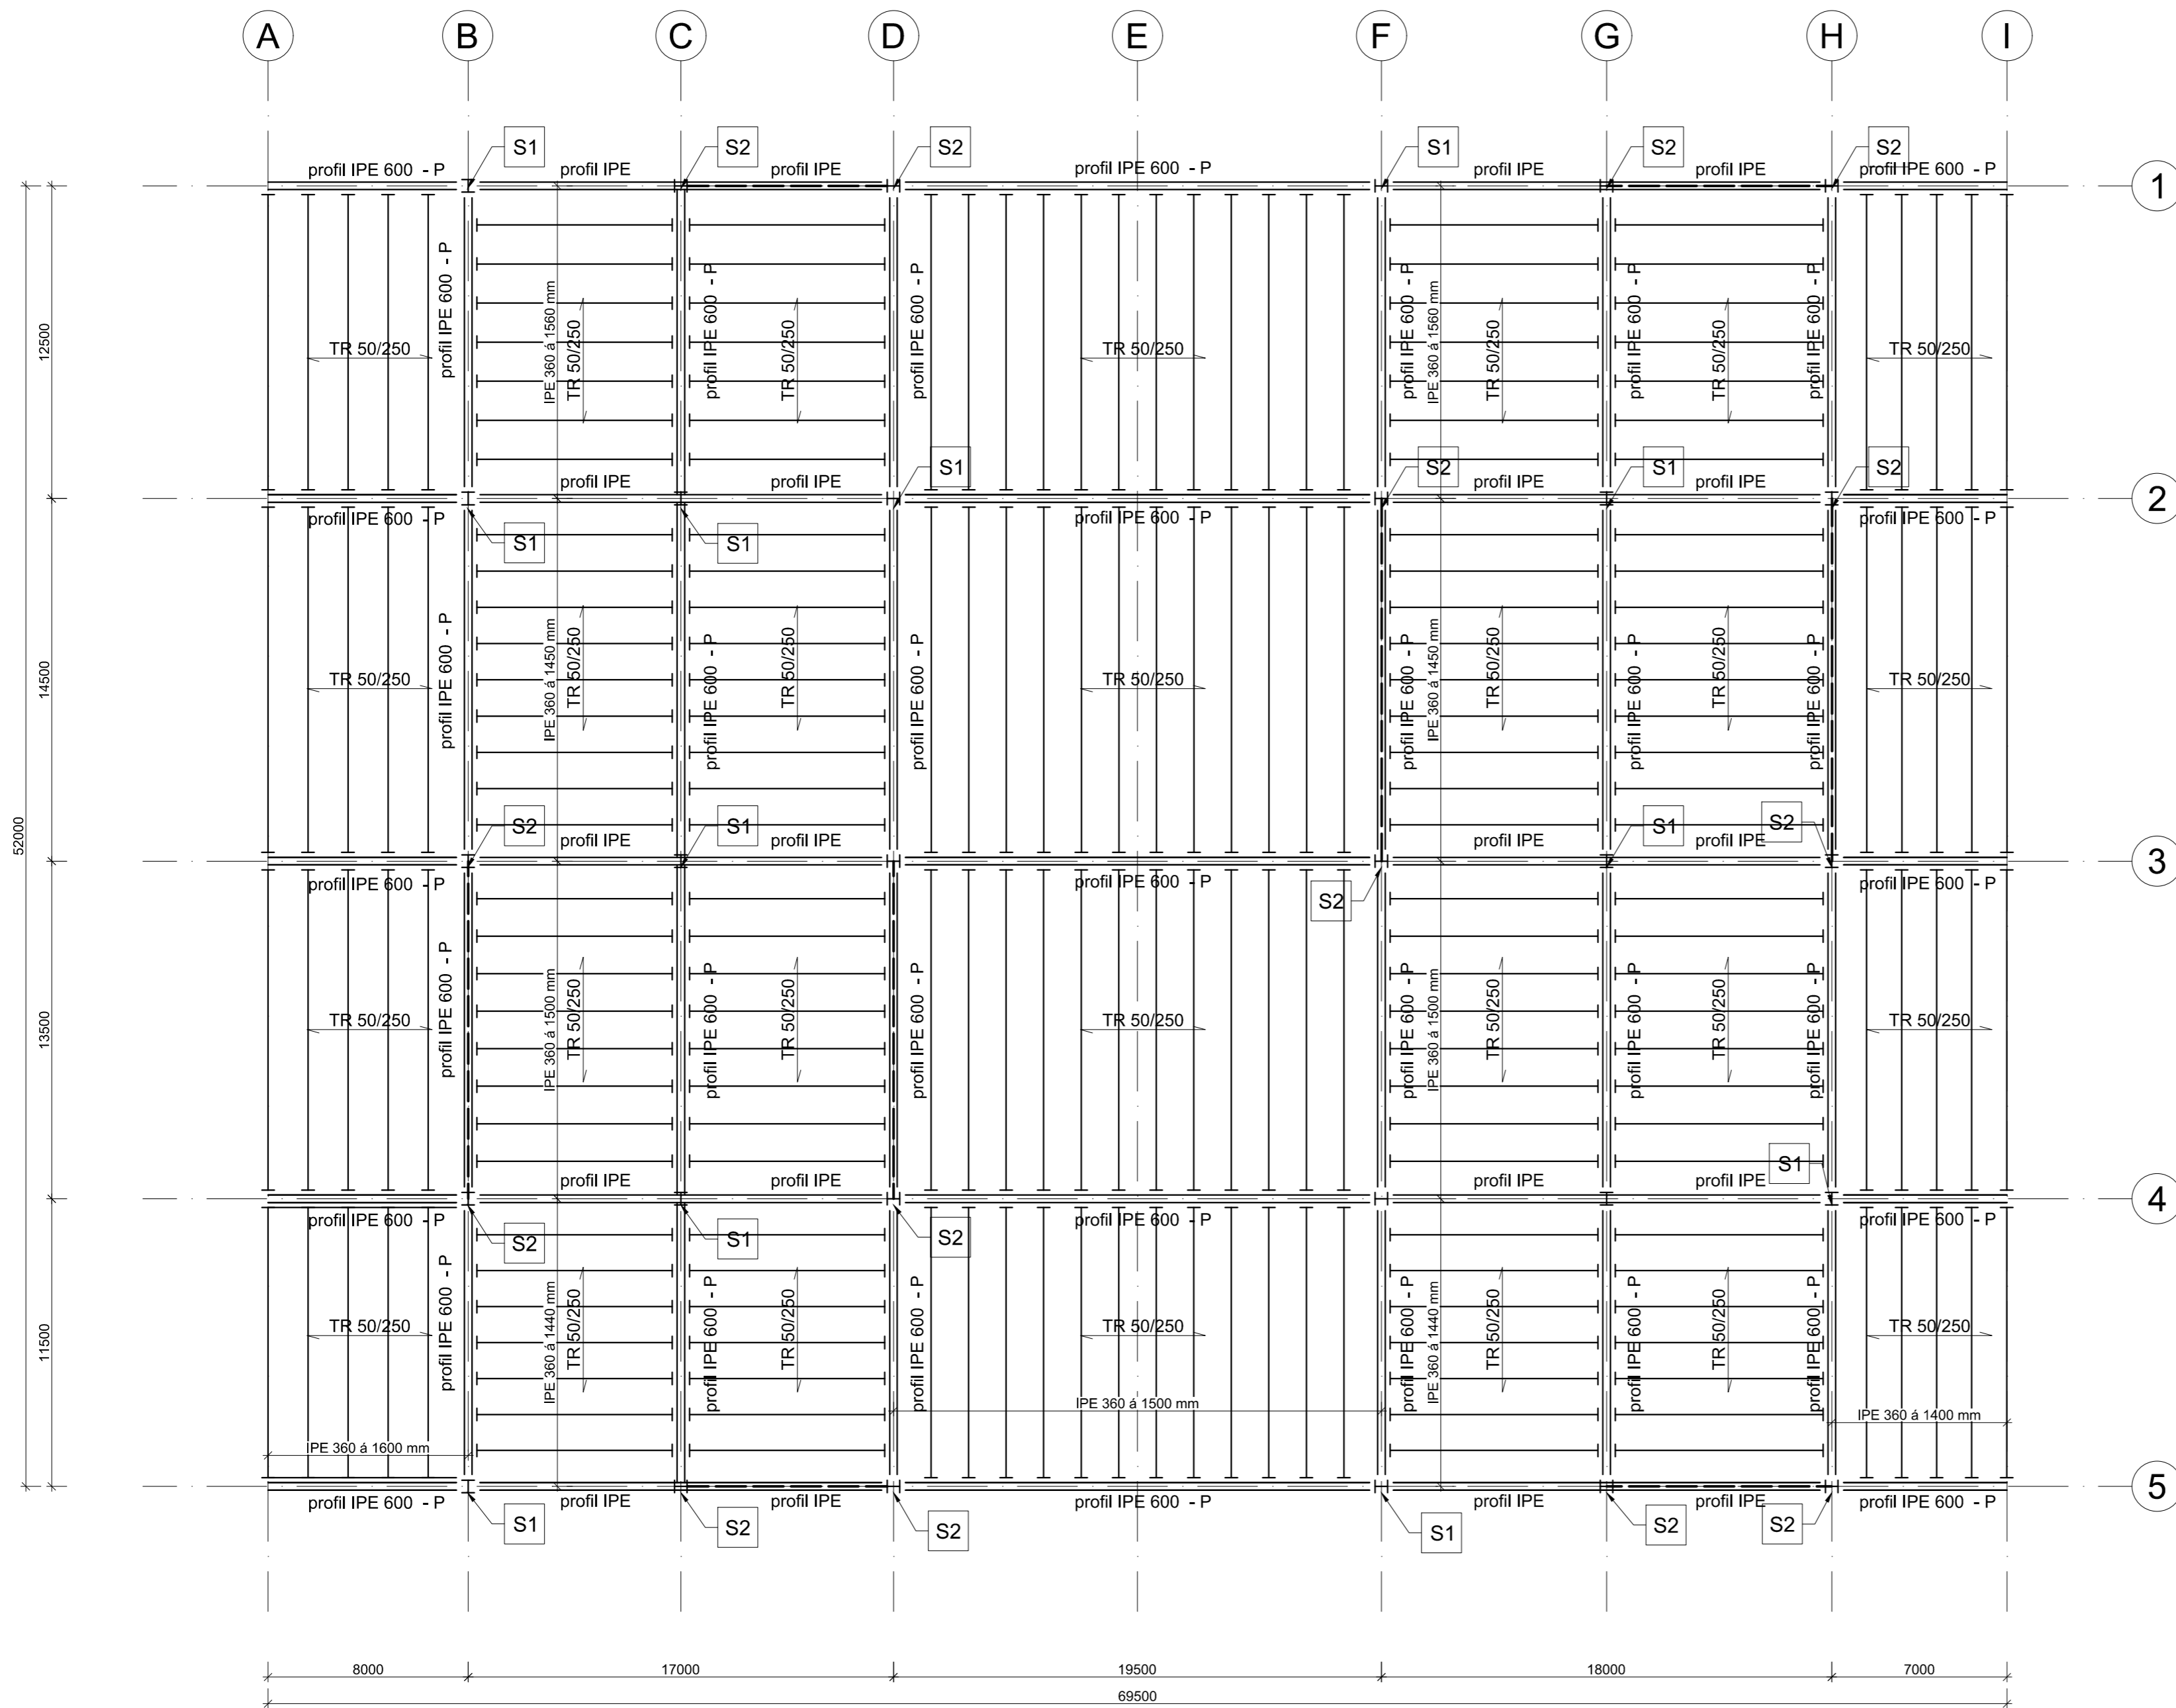 A B C D E F G H I
S1 S2 S2 S1 S2 S2
profil IPE 600 - P profil IPE profil IPE profil IPE 600 - P profil IPE profil IPE profil IPE 600 - P
1
12500
profil IPE 600 - P profil IPE 600 - P profil IPE 600 - P profil IPE 600 - P profil IPE 600 - P profil IPE 600 - P
IPE 360 á 1560 mm IPE 360 á 1560 mm
TR 50/250 TR 50/250 TR 50/250 TR 50/250 TR 50/250 TR 50/250 TR 50/250
S1 S2 S1 S2
profil IPE profil IPE profil IPE profil IPE
2
profil IPE 600 - P profil IPE 600 - P profil IPE 600 - P
S1 S1
14500
profil IPE 600 - P profil IPE 600 - P profil IPE 600 - P profil IPE 600 - P profil IPE 600 - P profil IPE 600 - P
IPE 360 á 1450 mm IPE 360 á 1450 mm
TR 50/250 TR 50/250 TR 50/250 TR 50/250 TR 50/250 TR 50/250 TR 50/250
52000
S2 S1 S1 S2
profil IPE profil IPE profil IPE profil IPE
3
profil IPE 600 - P profil IPE 600 - P profil IPE 600 - P
S2
13500
profil IPE 600 - P profil IPE 600 - P profil IPE 600 - P profil IPE 600 - P profil IPE 600 - P profil IPE 600 - P
IPE 360 á 1500 mm IPE 360 á 1500 mm
TR 50/250 TR 50/250 TR 50/250 TR 50/250 TR 50/250 TR 50/250 TR 50/250
S1
profil IPE profil IPE profil IPE profil IPE
4
profil IPE 600 - P profil IPE 600 - P profil IPE 600 - P
S2 S1 S2
11500
profil IPE 600 - P profil IPE 600 - P profil IPE 600 - P profil IPE 600 - P profil IPE 600 - P profil IPE 600 - P
IPE 360 á 1440 mm IPE 360 á 1440 mm
TR 50/250 TR 50/250 TR 50/250 TR 50/250 TR 50/250 TR 50/250 TR 50/250
IPE 360 á 1600 mm IPE 360 á 1500 mm IPE 360 á 1400 mm
5
profil IPE 600 - P profil IPE profil IPE profil IPE 600 - P profil IPE profil IPE profil IPE 600 - P
S1 S2 S2 S1 S2 S2
8000 17000 19500 18000 7000
69500